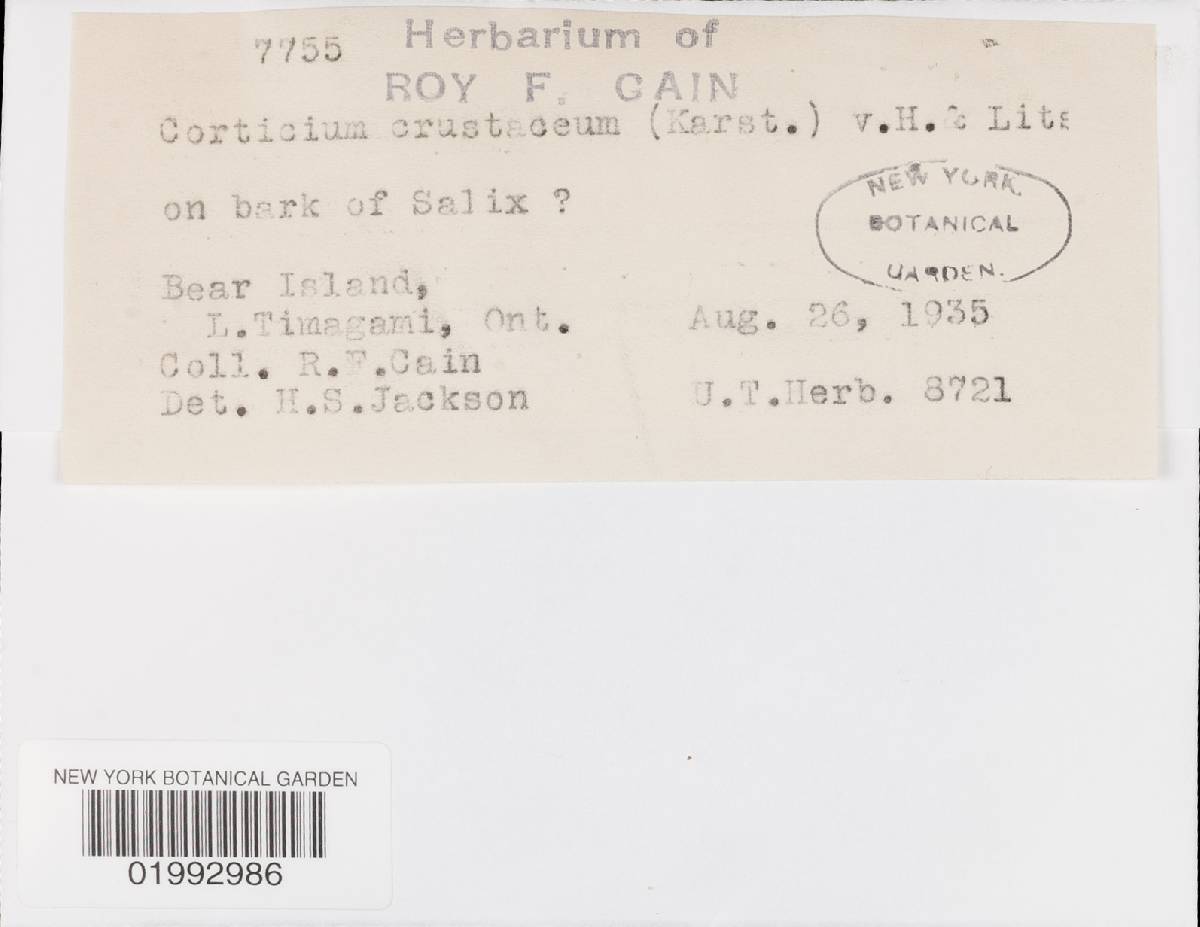 7755 Herbarium of
ROY F. CAIN
Corticium crustaceum (Karst.) v.H.& Lits
on bark of Salix ?
NEW YORK
BOTANICAL
GARDEN.
Bear Island,
L.Timagami, Ont. Aug. 26, 1935
Coll. R.F.Cain
Det. H.S.Jackson U.T.Herb. 8721
NEW YORK BOTANICAL GARDEN
01992986